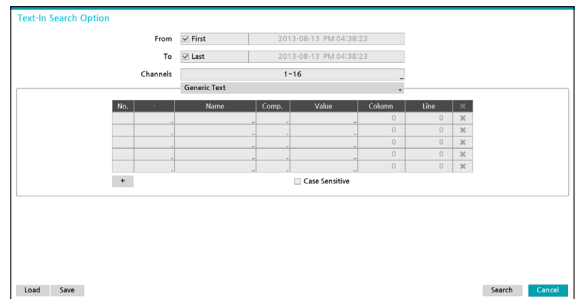 Text-In Search Option
From First 2013-08-13 PM 04:38:23
To Last 2013-08-13 PM 04:38:23
Channels 1~16
Generic Text
No. Name Comp. Value Column Line
0 0
0 0
0 0
0 0
0 0
+ Case Sensitive
Load Save Search Cancel